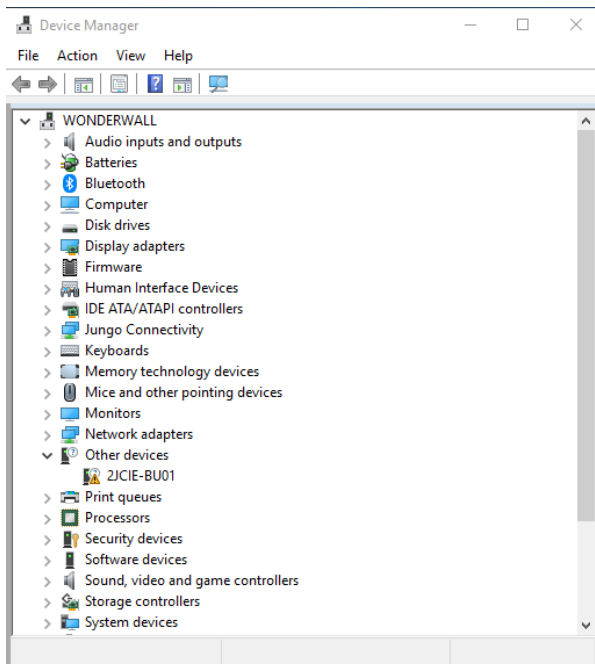 Device Manager
File Action View Help
WONDERWALL
Audio inputs and outputs
Batteries
Bluetooth
Computer
Disk drives
Display adapters
Firmware
Human Interface Devices
IDE ATA/ATAPI controllers
Jungo Connectivity
Keyboards
Memory technology devices
Mice and other pointing devices
Monitors
Network adapters
Other devices
2JCIE-BU01
Print queues
Processors
Security devices
Software devices
Sound, video and game controllers
Storage controllers
System devices